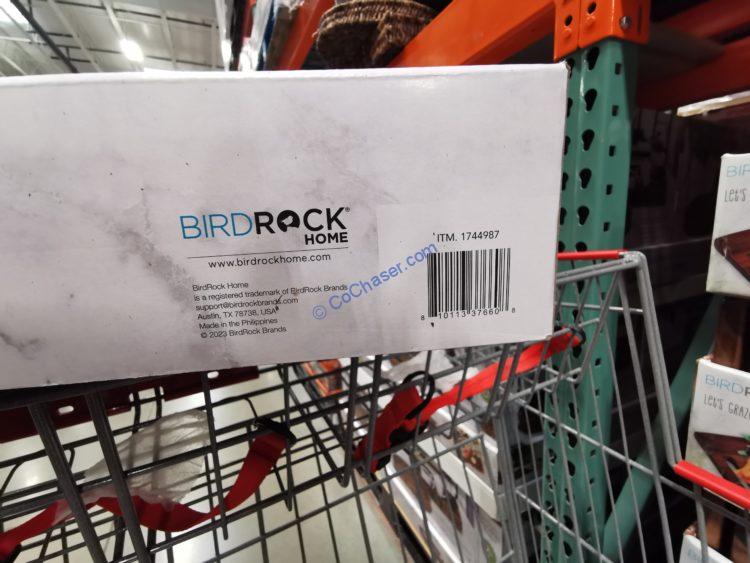 BIRDROCK®
HOME
www.birdrockhome.com
BirdRock Home
is a registered trademark of BirdRock Brands
support@birdrockbrands.com
Austin, TX 78738, USA
Made in the Philippines
© 2023 BirdRock Brands
ITM. 1744987
8 10113 37660 8
© CoChaser.com
BIRD
LET'S
BIRDR
LET'S GRAZ